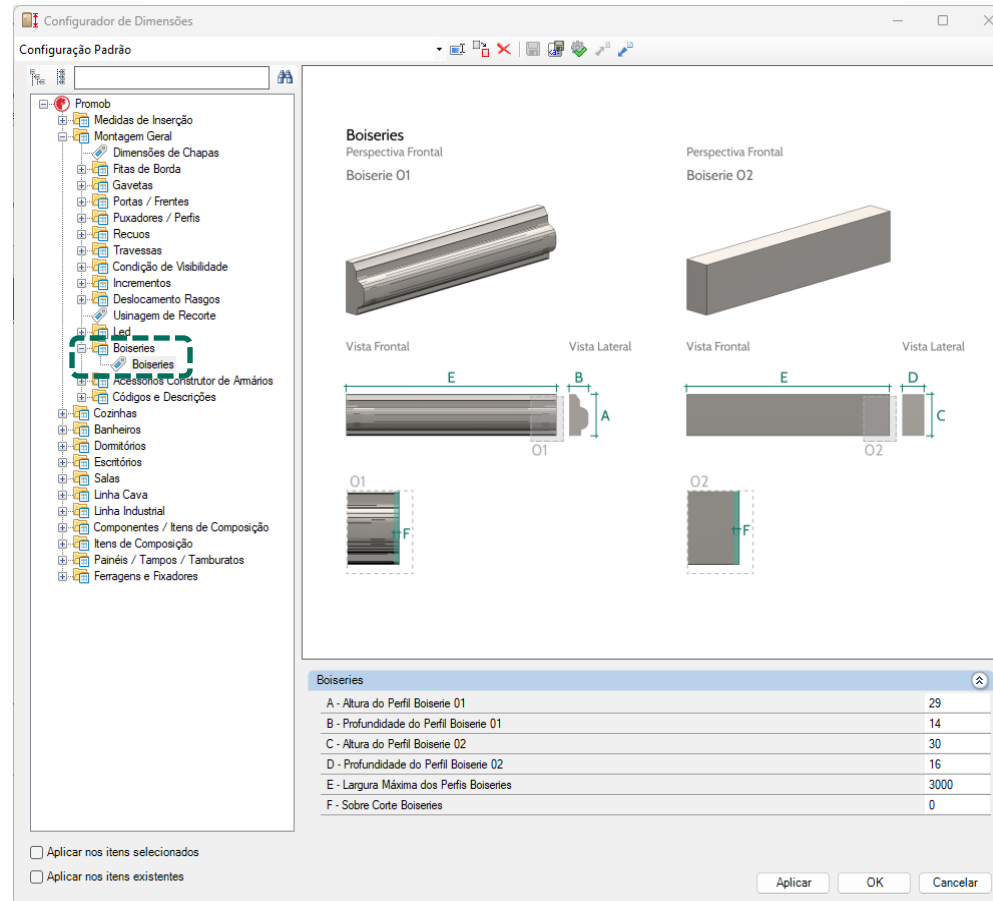 Configurador de Dimensões
Configuração Padrão
Promob
Medidas de Inserção
Montagem Geral
Dimensões de Chapas
Fitas de Borda
Gavetas
Portas / Frentes
Puxadores / Perfis
Recuos
Travessas
Condição de Visibilidade
Incrementos
Deslocamento Rasgos
Usinagem de Recorte
Led
Boiseries
Boiseries
Acessórios Construtor de Armários
Códigos e Descrições
Cozinhas
Banheiros
Dormitórios
Escritórios
Salas
Linha Cava
Linha Industrial
Componentes / Itens de Composição
Itens de Composição
Painéis / Tampos / Tamburatos
Ferragens e Fixadores
Aplicar nos itens selecionados
Aplicar nos itens existentes
Boiseries
Perspectiva Frontal Perspectiva Frontal
Boiserie 01 Boiserie 02
Vista Frontal Vista Lateral Vista Frontal Vista Lateral
E B E D
A C
01 02
01 02
F F
Boiseries
A - Altura do Perfil Boiserie 01 29
B - Profundidade do Perfil Boiserie 01 14
C - Altura do Perfil Boiserie 02 30
D - Profundidade do Perfil Boiserie 02 16
E - Largura Máxima dos Perfis Boiseries 3000
F - Sobre Corte Boiseries 0
Aplicar OK Cancelar